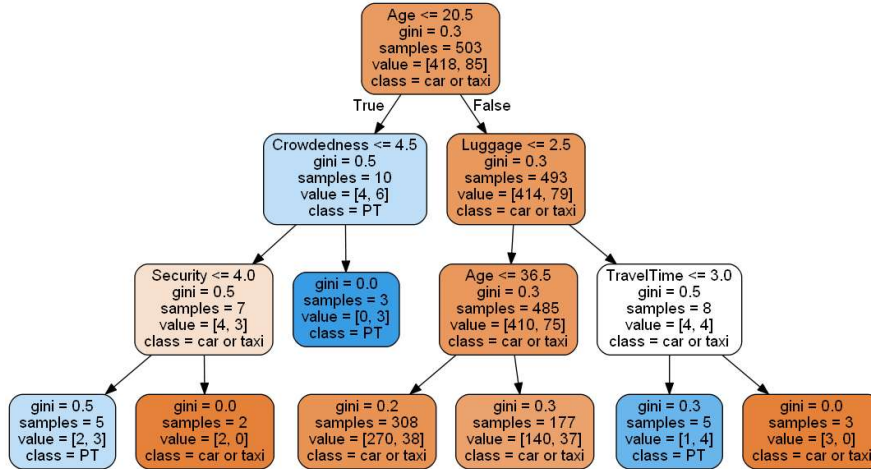 Age <= 20.5
gini = 0.3
samples = 503
value = [418, 85]
class = car or taxi
True
False
Crowdedness <= 4.5
gini = 0.5
samples = 10
value = [4, 6]
class = PT
Luggage <= 2.5
gini = 0.3
samples = 493
value = [414, 79]
class = car or taxi
Security <= 4.0
gini = 0.5
samples = 7
value = [4, 3]
class = car or taxi
gini = 0.0
samples = 3
value = [0, 3]
class = PT
Age <= 36.5
gini = 0.3
samples = 485
value = [410, 75]
class = car or taxi
TravelTime <= 3.0
gini = 0.5
samples = 8
value = [4, 4]
class = car or taxi
gini = 0.5
samples = 5
value = [2, 3]
class = PT
gini = 0.0
samples = 2
value = [2, 0]
class = car or taxi
gini = 0.2
samples = 308
value = [270, 38]
class = car or taxi
gini = 0.3
samples = 177
value = [140, 37]
class = car or taxi
gini = 0.3
samples = 5
value = [1, 4]
class = PT
gini = 0.0
samples = 3
value = [3, 0]
class = car or taxi